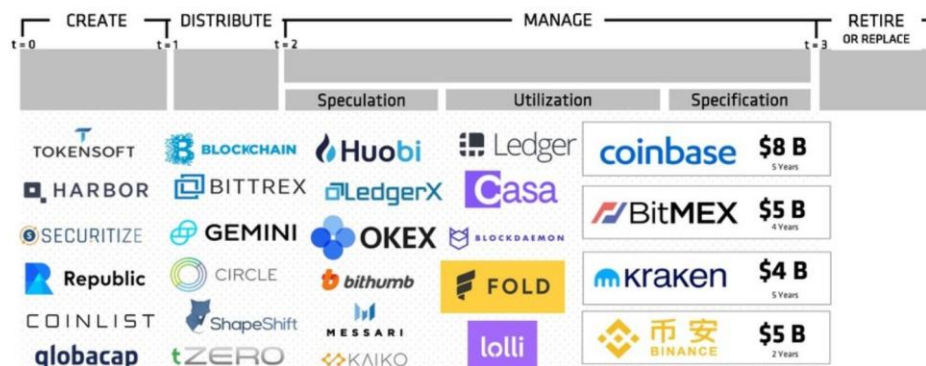 CREATE
DISTRIBUTE
MANAGE
RETIRE
OR REPLACE
t=0
t=1
t=2
t=3
Speculation
Utilization
Specification
TOKENSOFT
HARBOR
SECURITIZE
Republic
COINLIST
globacap
BLOCKCHAIN
BITTREX
GEMINI
CIRCLE
ShapeShift
tZERO
Huobi
LedgerX
OKEX
bithumb
MESSARI
KAIKO
Ledger
Casa
BLOCKDAEMON
FOLD
lolli
coinbase
$8 B
5 Years
BitMEX
$5 B
4 Years
kraken
$4 B
5 Years
币安
BINANCE
$5 B
2 Years